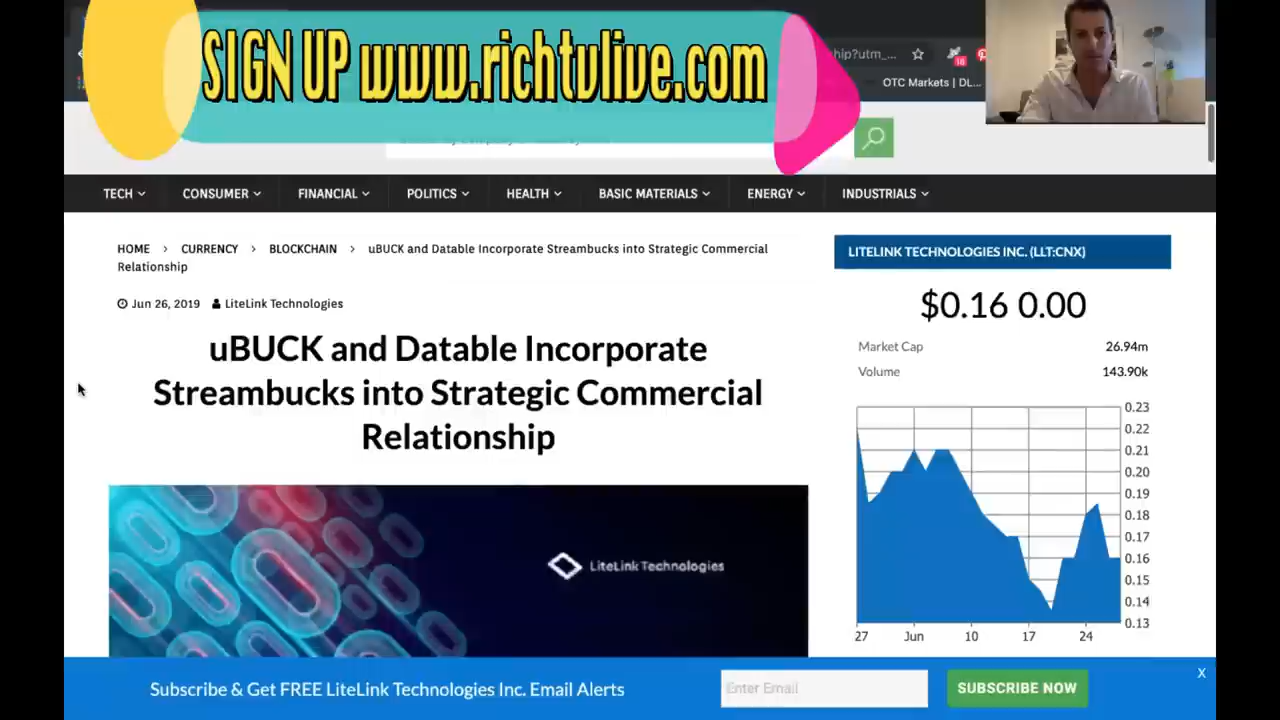 SIGN UP www.richtvlive.com
ship?utm_...
18
OTC Markets | DL...
TECH
CONSUMER
FINANCIAL
POLITICS
HEALTH
BASIC MATERIALS
ENERGY
INDUSTRIALS
HOME > CURRENCY > BLOCKCHAIN > uBUCK and Datable Incorporate Streambucks into Strategic Commercial
Relationship
Jun 26, 2019 LiteLink Technologies
uBUCK and Datable Incorporate
Streambucks into Strategic Commercial
Relationship
LiteLink Technologies
LITELINK TECHNOLOGIES INC. (LLT:CNX)
$0.16 0.00
Market Cap 26.94m
Volume 143.90k
0.23
0.22
0.21
0.20
0.19
0.18
0.17
0.16
0.15
0.14
0.13
27 Jun 10 17 24
Subscribe & Get FREE LiteLink Technologies Inc. Email Alerts
Enter Email
SUBSCRIBE NOW
X